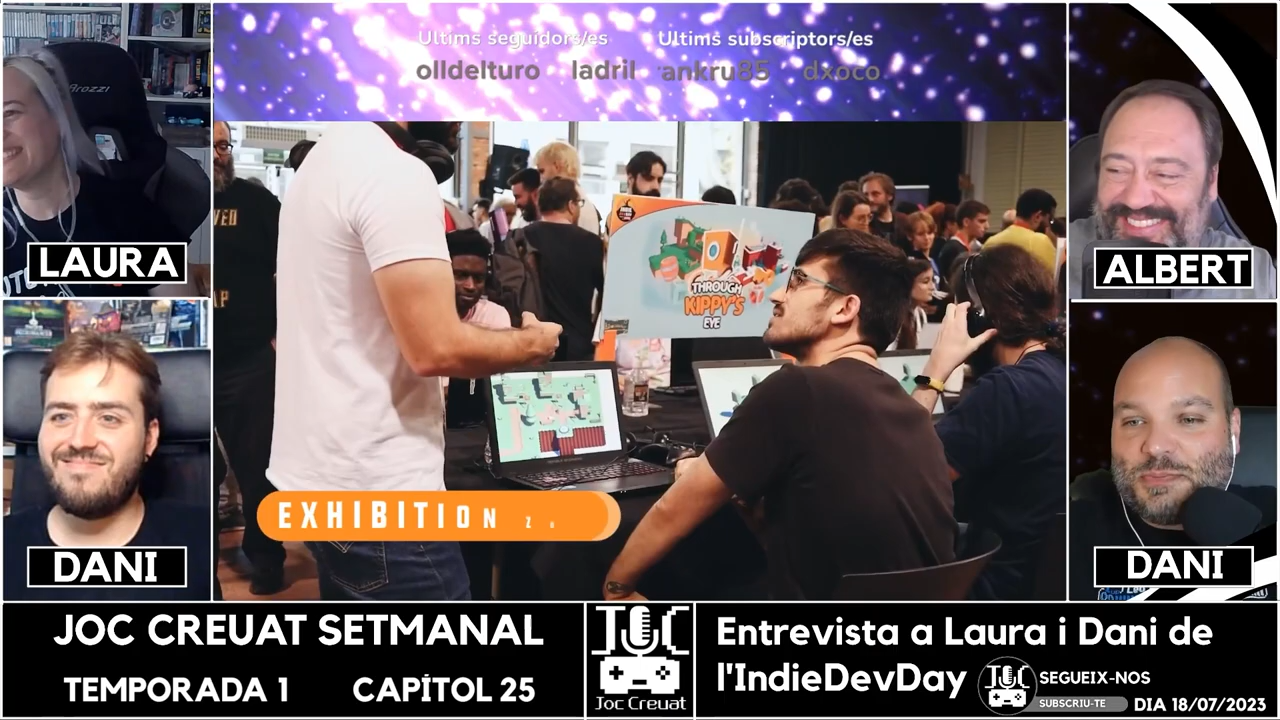 Ultims seguidors/es
Ultims subscriptors/es
olldelturo
ladril
ankru85
dxoco
Arozzi
LAURA
ALBERT
THROUGH
KIPPY'S
EYE
EXHIBITION
DANI
DANI
JOC CREUAT SETMANAL
TEMPORADA 1
CAPÍTOL 25
Joc Creuat
Entrevista a Laura i Dani de
l'IndieDevDay
SEGUEIX-NOS
SUBSCRIU-TE
DIA 18/07/2023